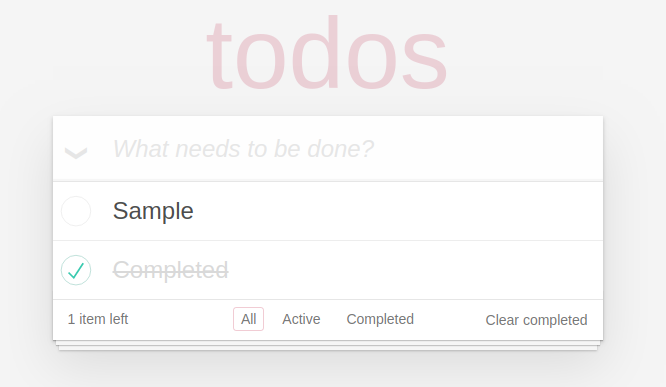 todos
What needs to be done?
Sample
Completed
1 item left All Active Completed Clear completed